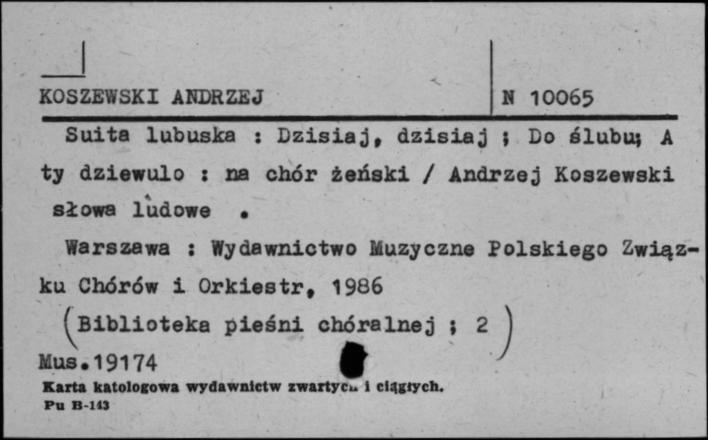 KOSZEWSKI ANDRZEJ
N 10065
Suita lubuska : Dzisiaj, dzisiaj ; Do ślubu; A
ty dziewulo : na chór żeński / Andrzej Koszewski
słowa ludowe .
Warszawa : Wydawnictwo Muzyczne Polskiego Związ-
ku Chórów i Orkiestr, 1986
(Biblioteka pieśni chóralnej ; 2 )
Mus.19174
Karta katologowa wydawnictw zwartych i ciągłych.
Pu B-143